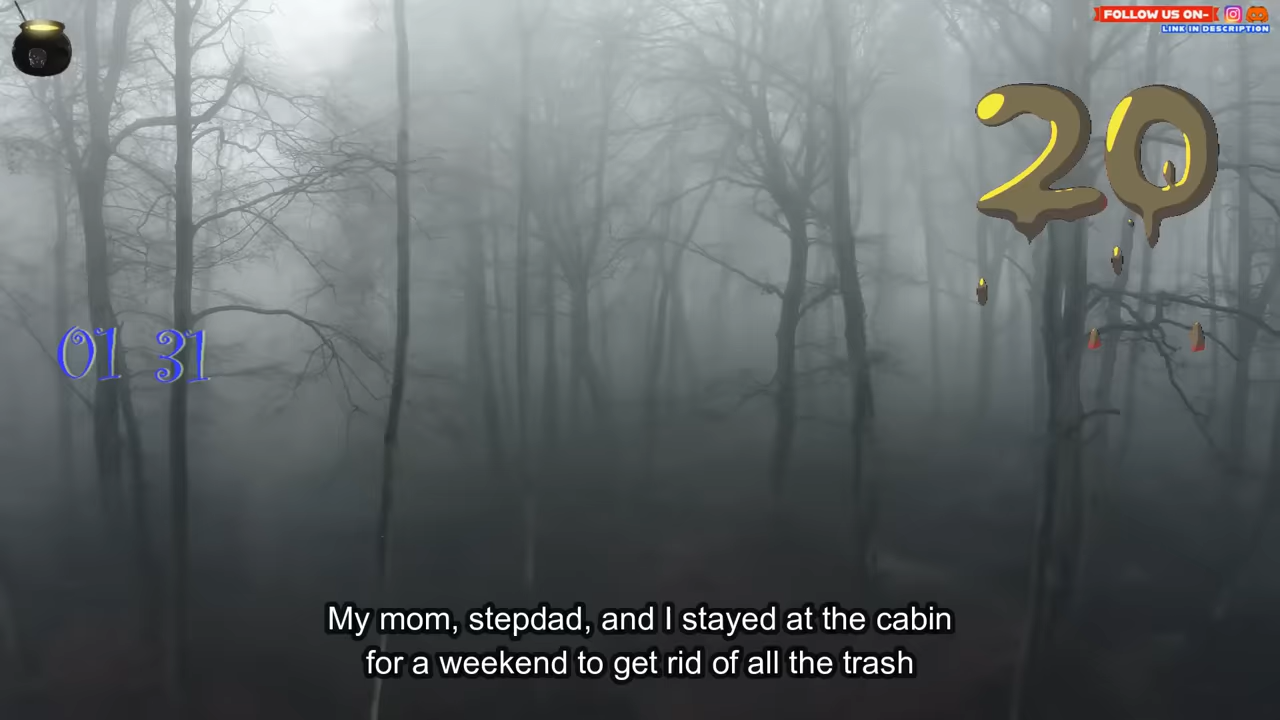 FOLLOW US ON-
LINK IN DESCRIPTION
20
01 31
My mom, stepdad, and I stayed at the cabin
for a weekend to get rid of all the trash